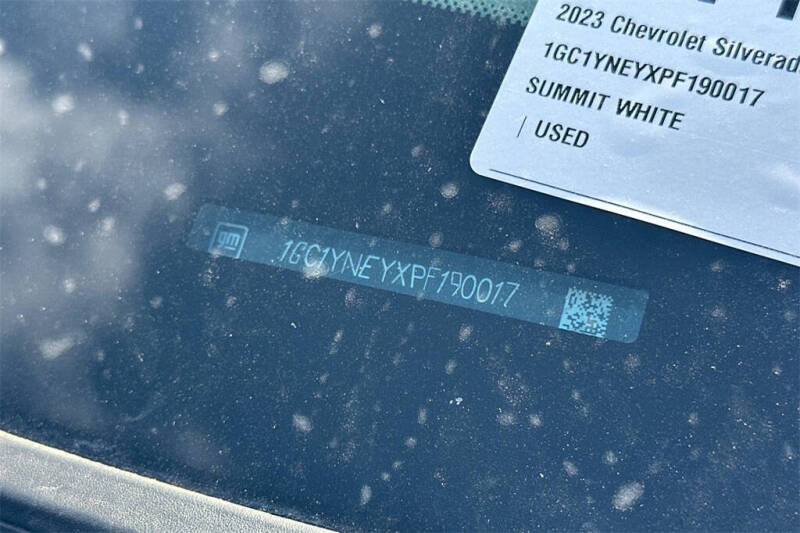 2023 Chevrolet Silverad
1GC1YNEYXPF190017
SUMMIT WHITE
| USED
gm 1GC1YNEYXPF190017